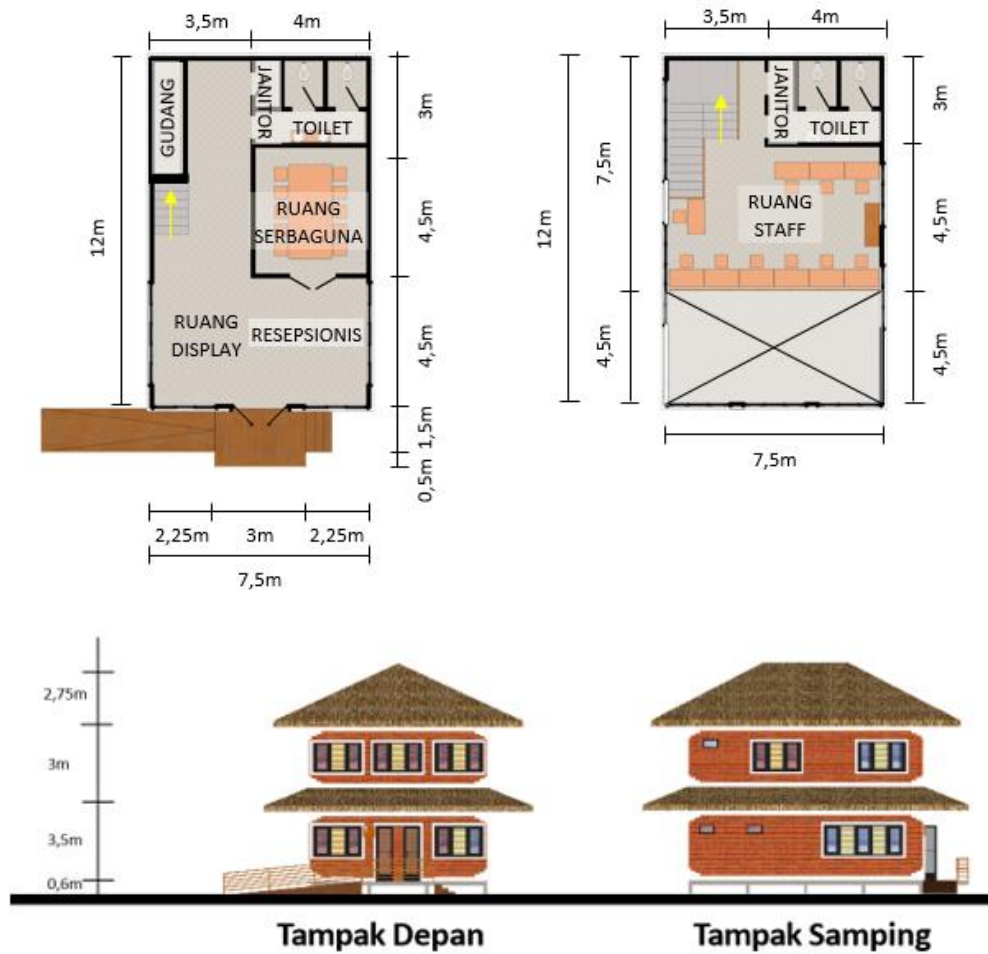 3,5m
4m
3,5m
4m
12m
GUDANG
JANITOR
TOILET
RUANG
SERBAGUNA
RUANG
DISPLAY
RESEPSIONIS
3m
4,5m
4,5m
1,5m
0,5m
2,25m
3m
2,25m
7,5m
12m
7,5m
4,5m
JANITOR
TOILET
RUANG
STAFF
3m
4,5m
4,5m
7,5m
2,75m
3m
3,5m
0,6m
Tampak Depan
Tampak Samping